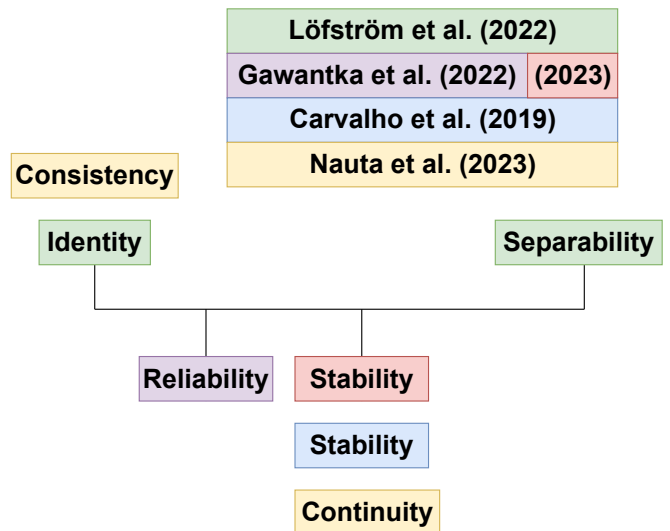 Löfström et al. (2022)
Gawantka et al. (2022) (2023)
Carvalho et al. (2019)
Nauta et al. (2023)
Consistency
Identity Separability
Reliability Stability
Stability
Continuity